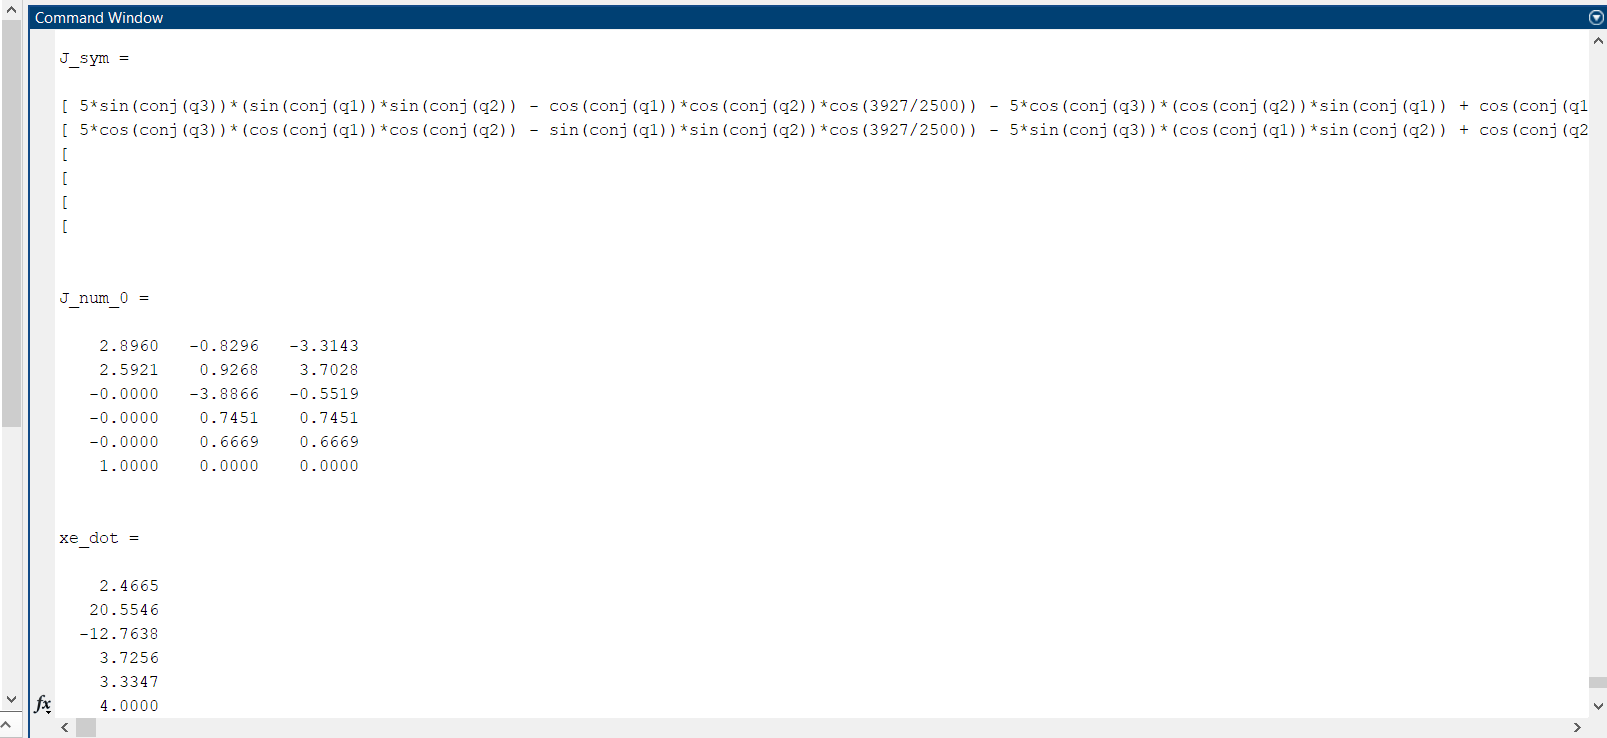 Command Window
J_sym =
[ 5*sin(conj(q3))*(sin(conj(q1))*sin(conj(q2)) - cos(conj(q1))*cos(conj(q2))*cos(3927/2500)) - 5*cos(conj(q3))*(cos(conj(q2))*sin(conj(q1)) + cos(conj(q1
[ 5*cos(conj(q3))*(cos(conj(q1))*cos(conj(q2)) - sin(conj(q1))*sin(conj(q2))*cos(3927/2500)) - 5*sin(conj(q3))*(cos(conj(q1))*sin(conj(q2)) + cos(conj(q2
[
[
[
[
J_num_0 =
2.8960 -0.8296 -3.3143
2.5921 0.9268 3.7028
-0.0000 -3.8866 -0.5519
-0.0000 0.7451 0.7451
-0.0000 0.6669 0.6669
1.0000 0.0000 0.0000
xe_dot =
2.4665
20.5546
-12.7638
3.7256
3.3347
4.0000
fx